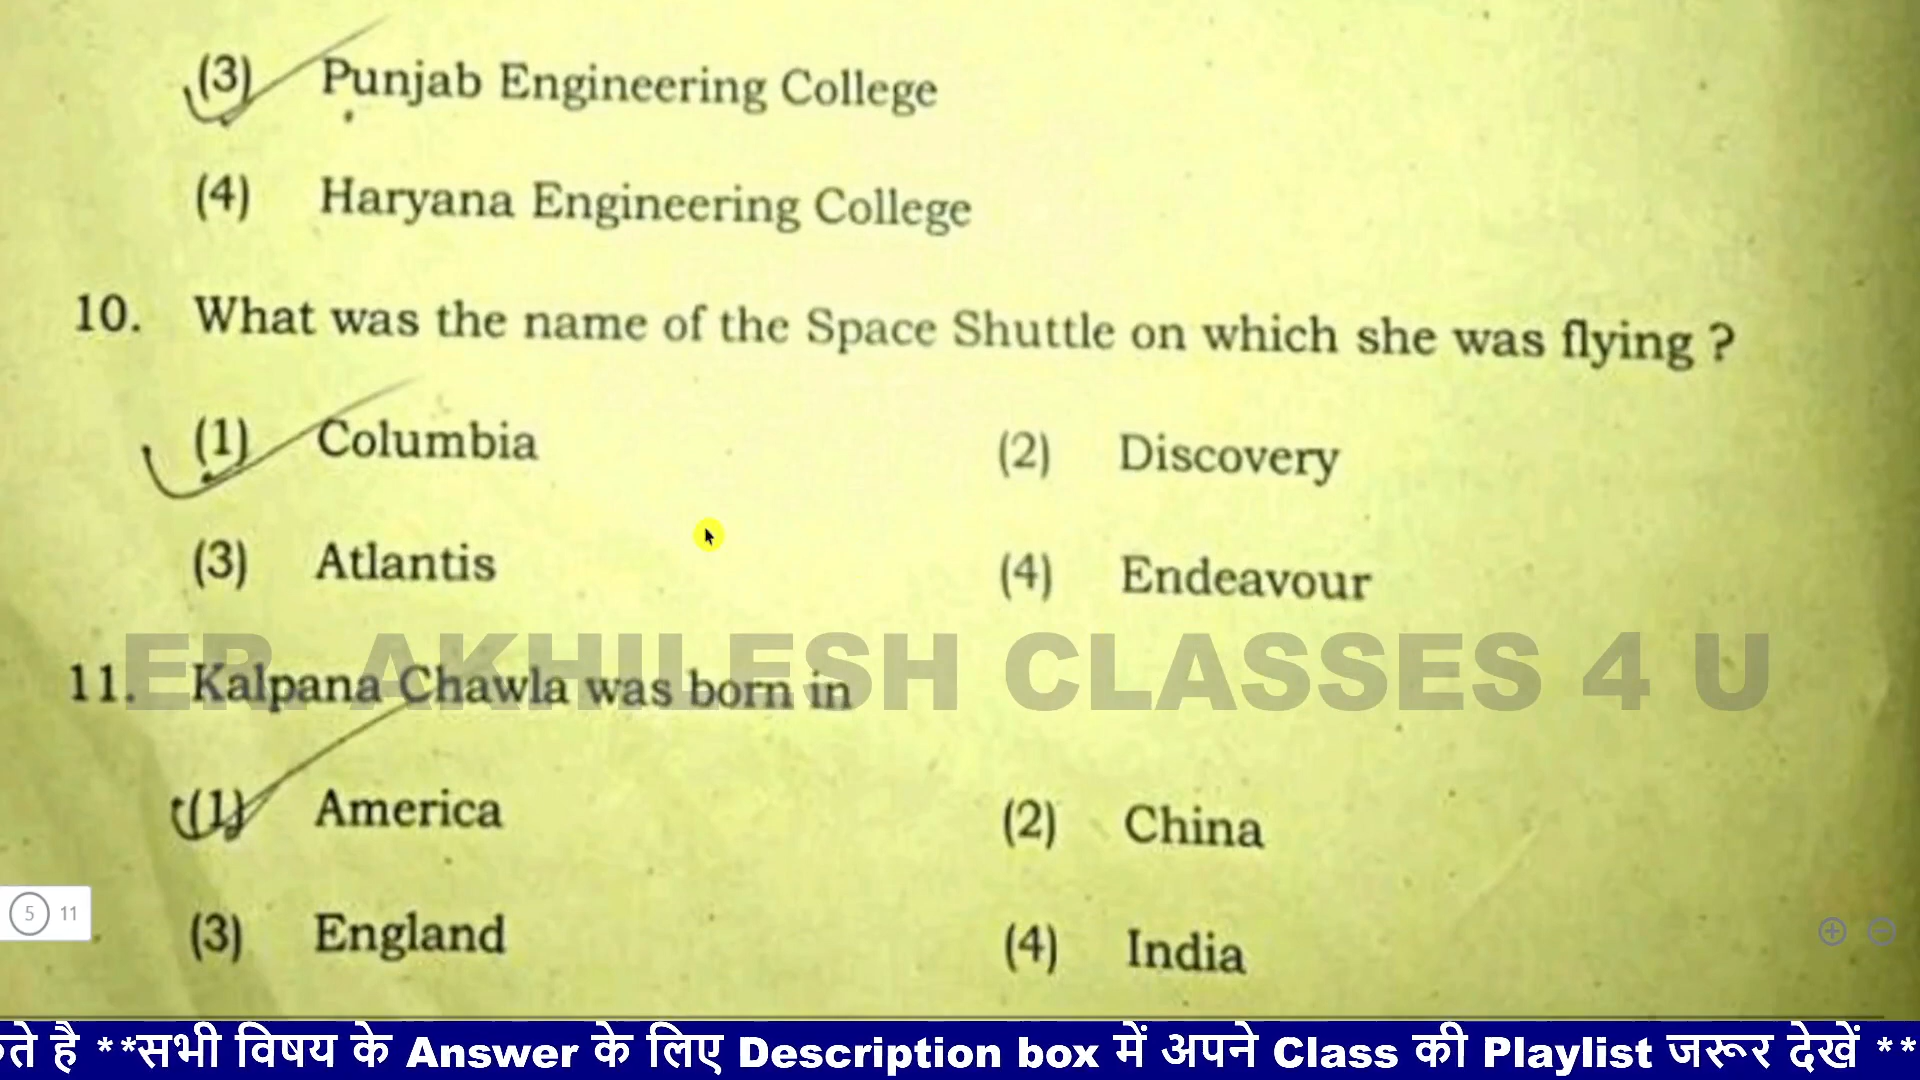 (3) Punjab Engineering College
(4) Haryana Engineering College
10. What was the name of the Space Shuttle on which she was flying ?
(1) Columbia (2) Discovery
(3) Atlantis (4) Endeavour
ER. AKHILESH CLASSES 4 U
11. Kalpana Chawla was born in
(1) America (2) China
5 11
(3) England (4) India
है **सभी विषय के Answer के लिए Description box में अपने Class की Playlist जरूर देखें **